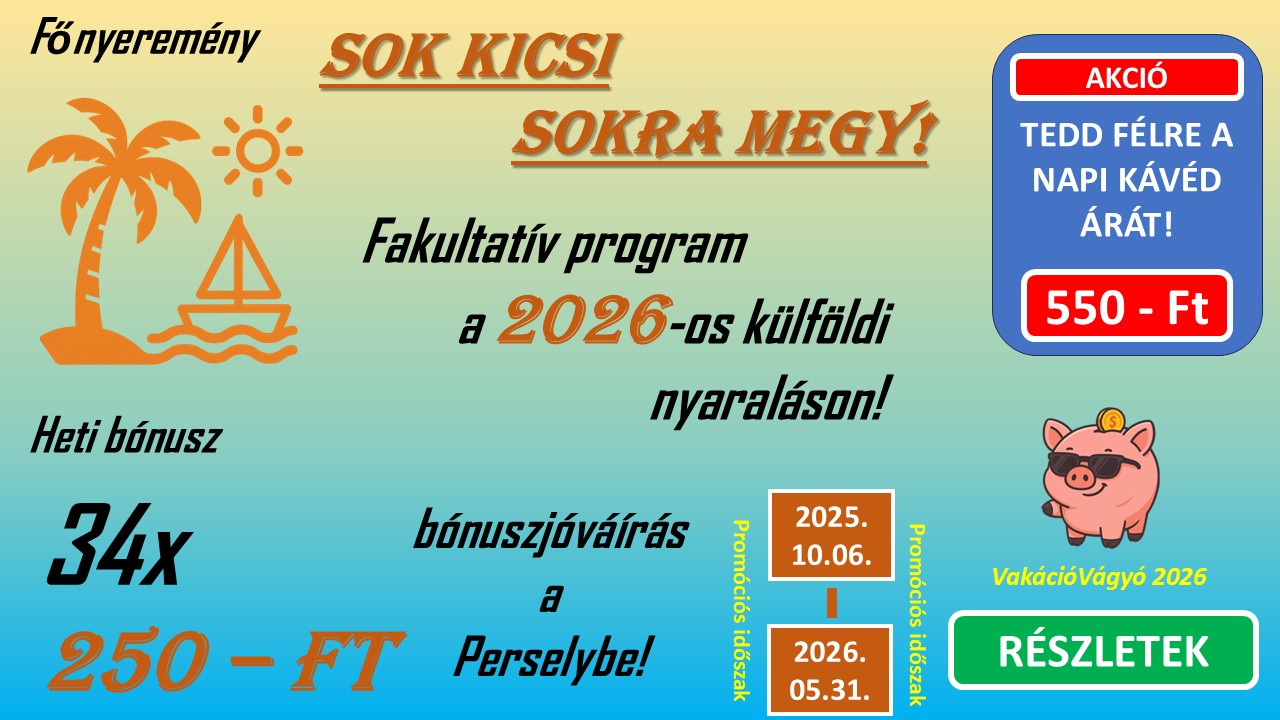 Fő nyeremény
SOK KICSI
SOKRA MEGY!
Fakultatív program
a 2026-os külföldi
nyaraláson!
AKCIÓ
TEDD FÉLRE A
NAPI KÁVÉD
ÁRÁT!
550 - Ft
Heti bónusz
34x
250 – FT
bónuszjóváírás
a
Perselybe!
Promóciós időszak
2025.
10.06.
2026.
05.31.
Promóciós időszak
VakációVágyó 2026
RÉSZLETEK